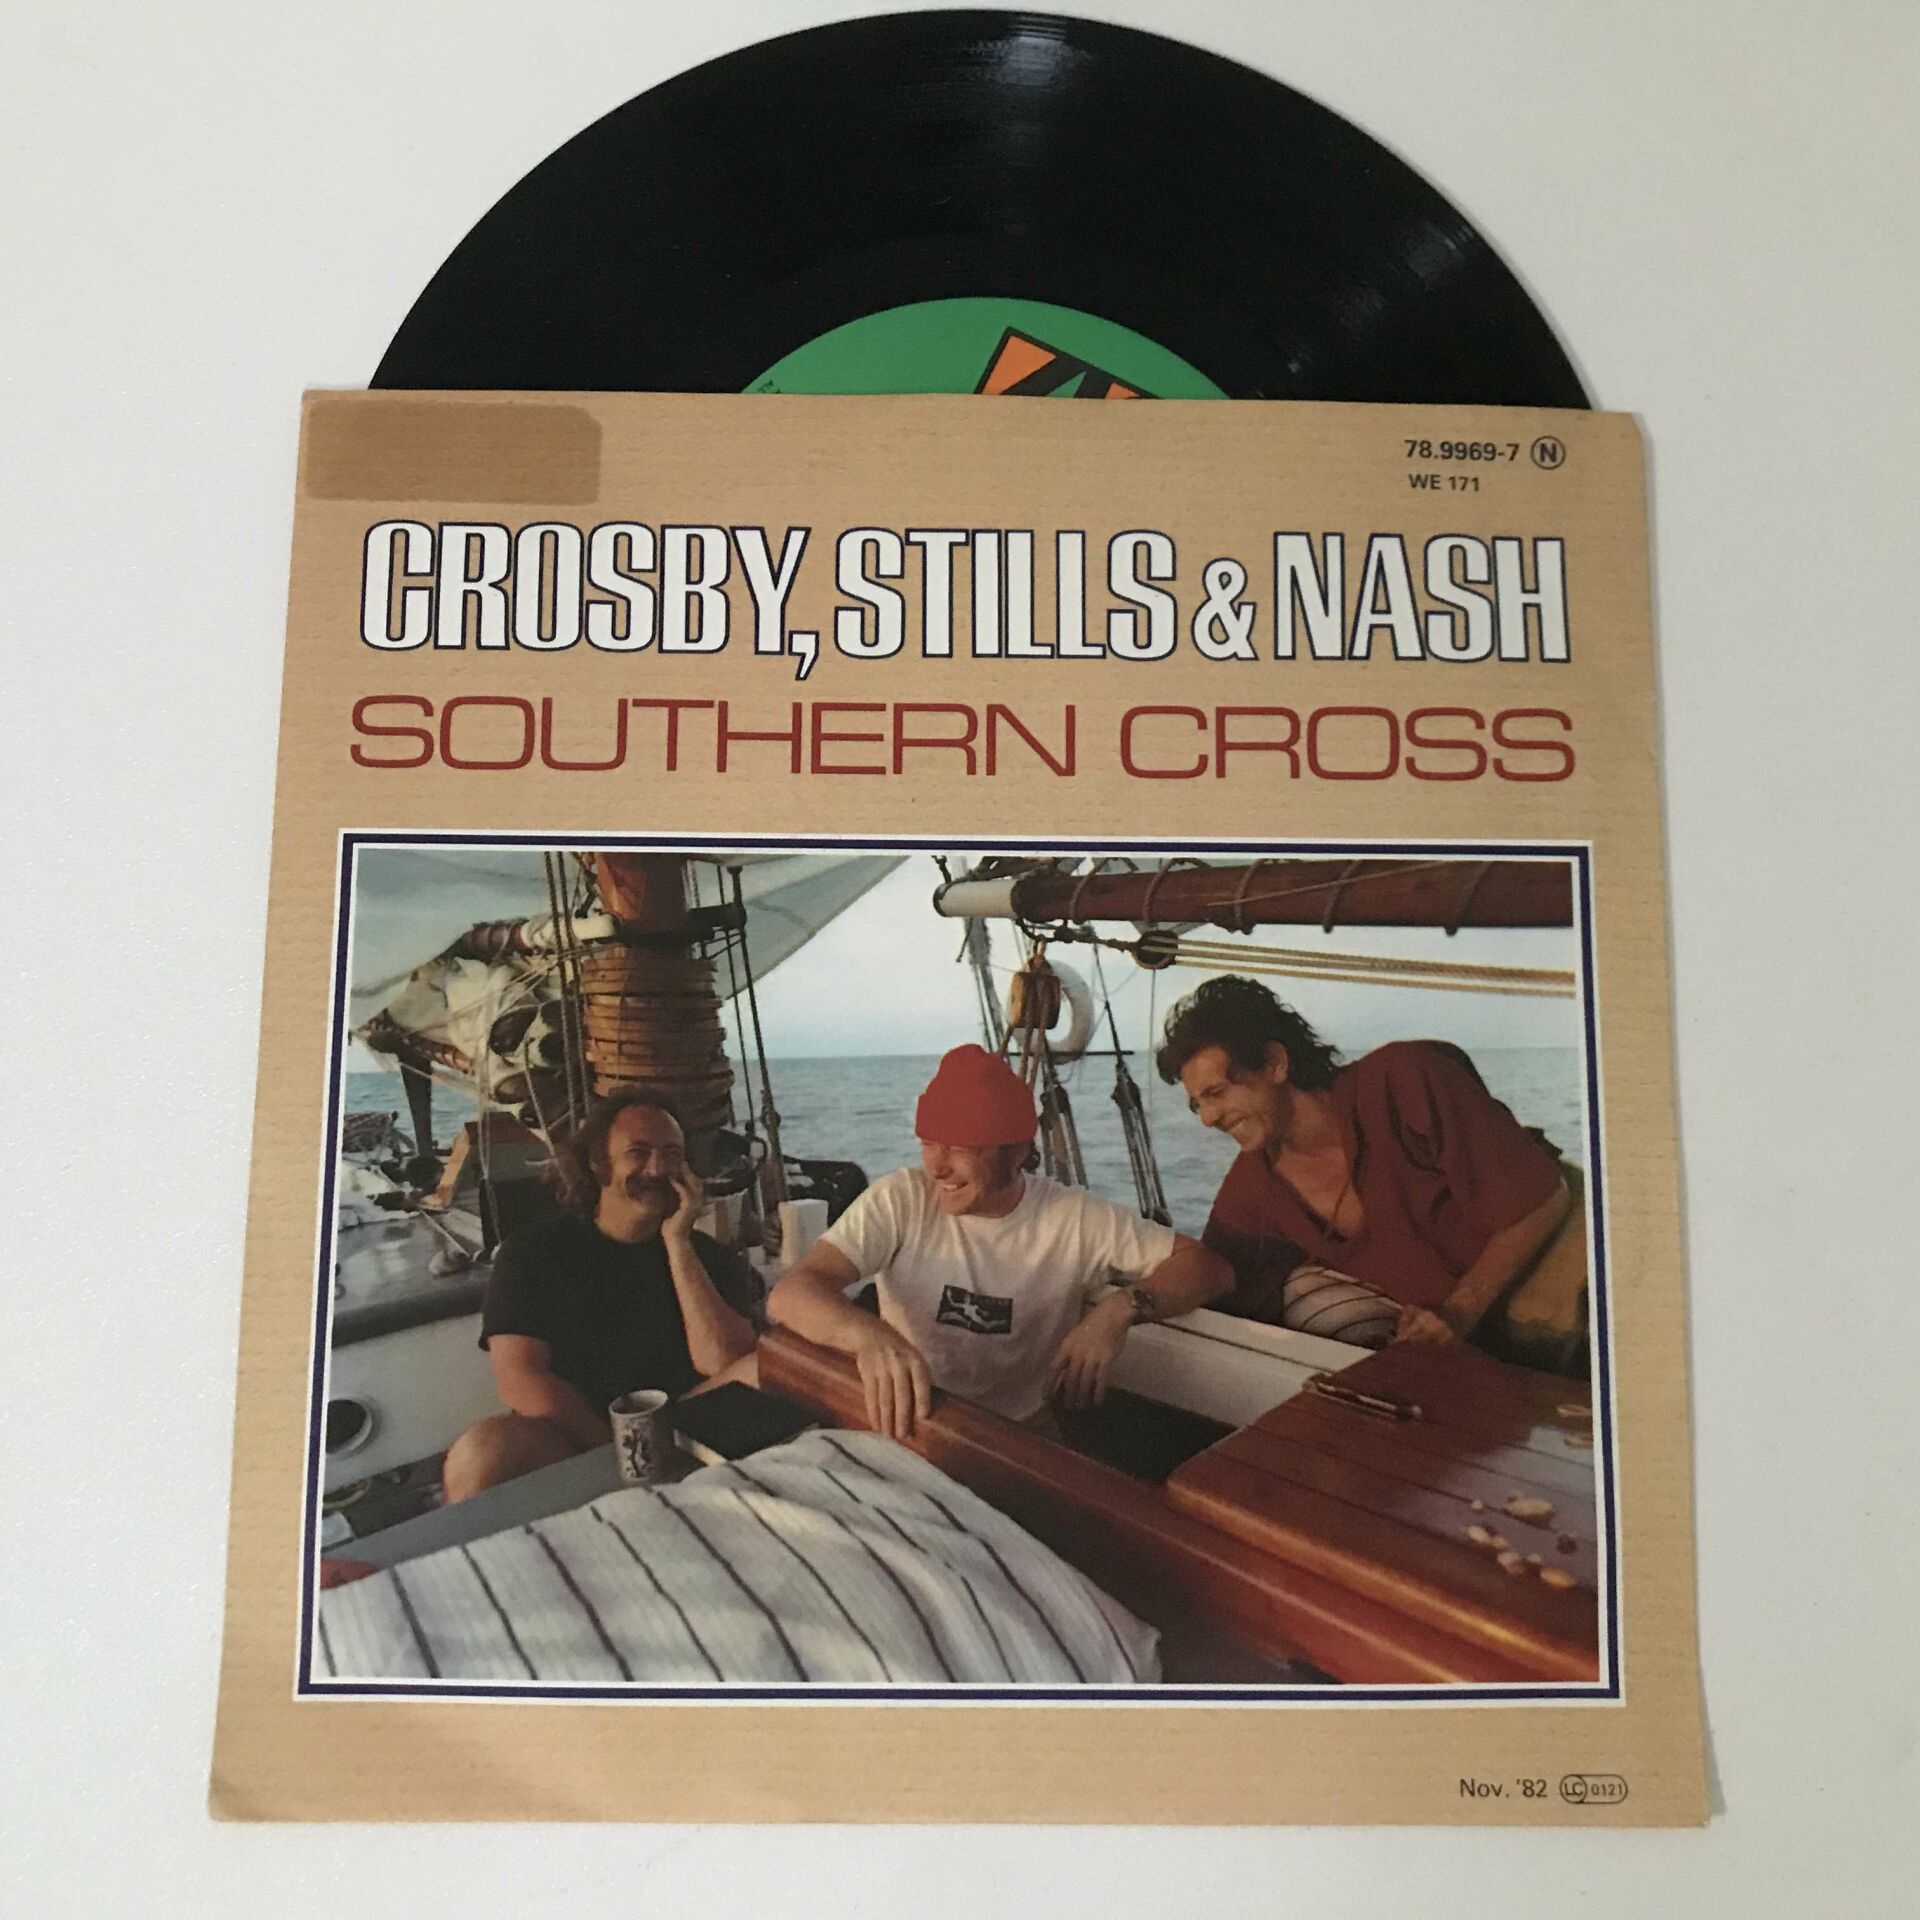 78.9969-7 N
WE 171
CROSBY, STILLS & NASH
SOUTHERN CROSS
Nov. '82 LC 0121